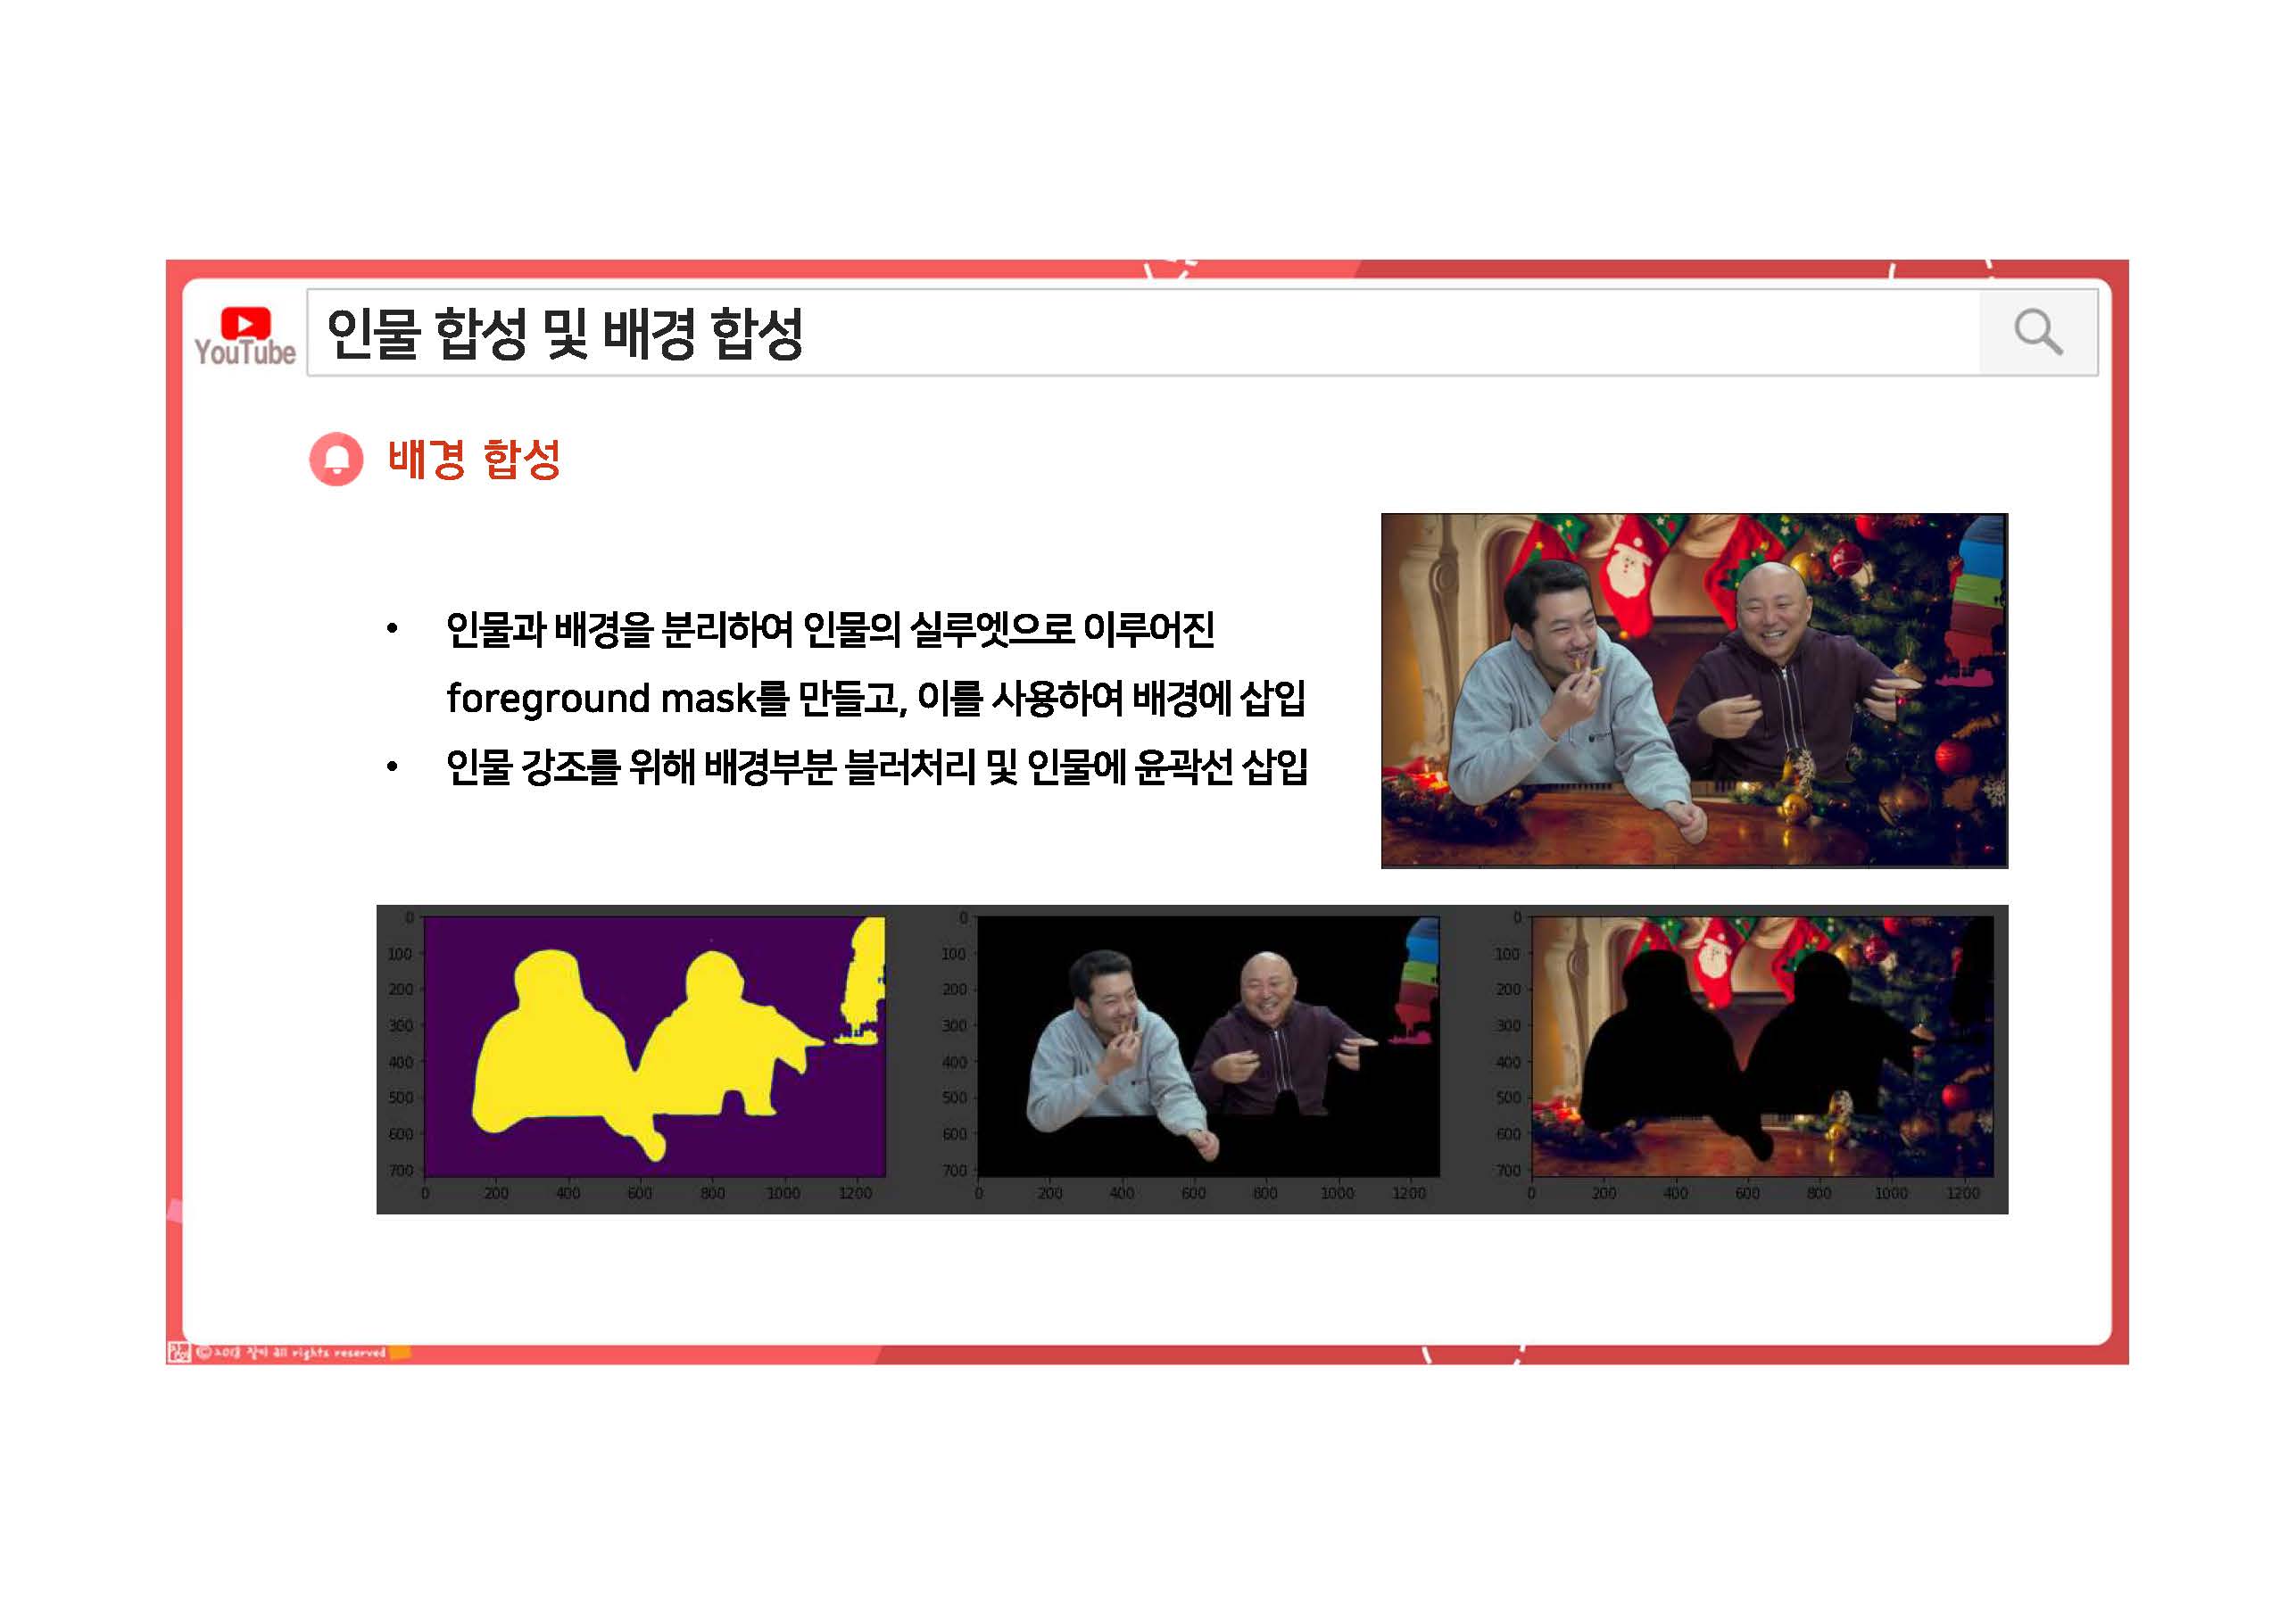 YouTube
인물 합성 및 배경 합성
배경 합성
• 인물과 배경을 분리하여 인물의 실루엣으로 이루어진
foreground mask를 만들고, 이를 사용하여 배경에 삽입
• 인물 강조를 위해 배경부분 블러처리 및 인물에 윤곽선 삽입
0
100
200
300
400
500
600
700
0 200 400 600 800 1000 1200
0
100
200
300
400
500
600
700
0 200 400 600 800 1000 1200
0
100
200
300
400
500
600
700
0 200 400 600 800 1000 1200
all rights reserved